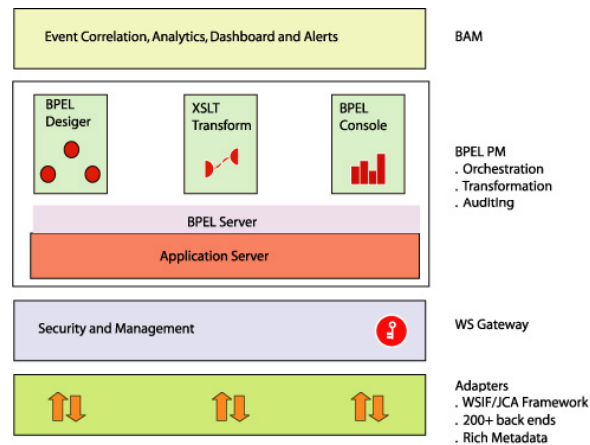 Event Correlation, Analytics, Dashboard and Alerts
BAM
BPEL
Desiger
XSLT
Transform
BPEL
Console
BPEL Server
Application Server
BPEL PM
. Orchestration
. Transformation
. Auditing
Security and Management
WS Gateway
Adapters
. WSIF/JCA Framework
. 200+ back ends
. Rich Metadata